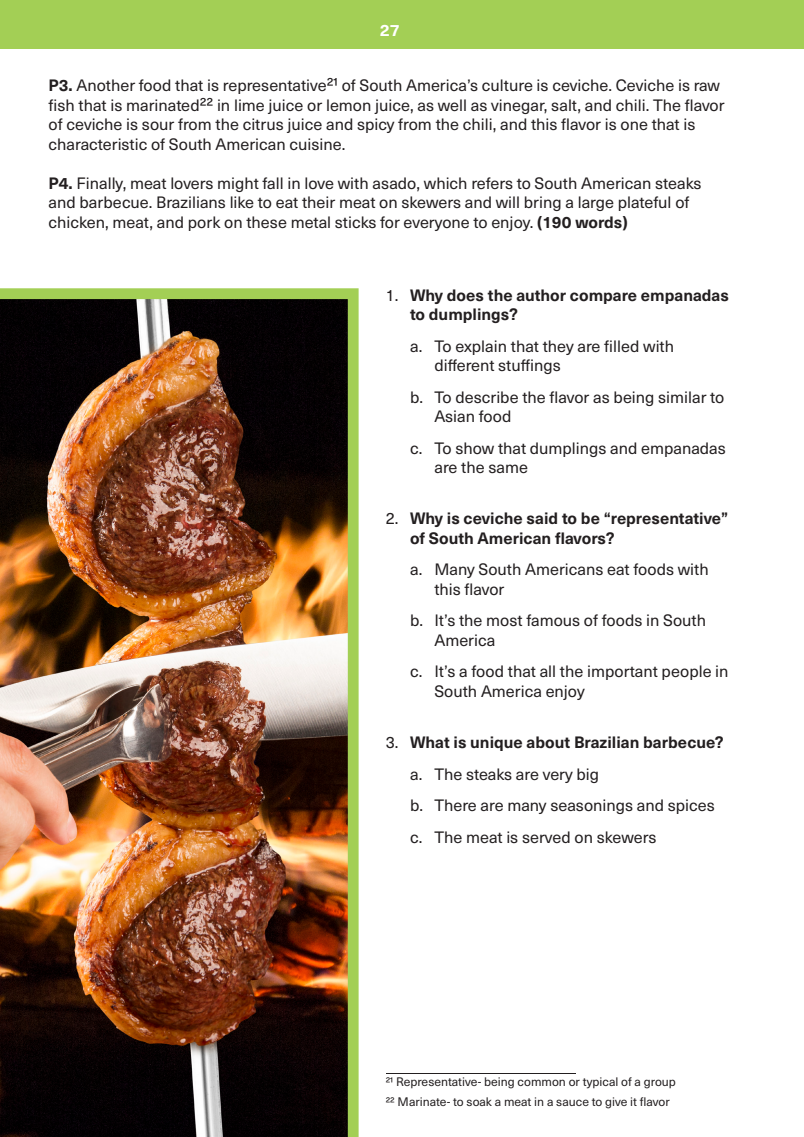 27
P3. Another food that is representative²¹ of South America’s culture is ceviche. Ceviche is raw
fish that is marinated²² in lime juice or lemon juice, as well as vinegar, salt, and chili. The flavor
of ceviche is sour from the citrus juice and spicy from the chili, and this flavor is one that is
characteristic of South American cuisine.
P4. Finally, meat lovers might fall in love with asado, which refers to South American steaks
and barbecue. Brazilians like to eat their meat on skewers and will bring a large plateful of
chicken, meat, and pork on these metal sticks for everyone to enjoy. (190 words)
1. Why does the author compare empanadas
to dumplings?
a. To explain that they are filled with
different stuffings
b. To describe the flavor as being similar to
Asian food
c. To show that dumplings and empanadas
are the same
2. Why is ceviche said to be “representative”
of South American flavors?
a. Many South Americans eat foods with
this flavor
b. It’s the most famous of foods in South
America
c. It’s a food that all the important people in
South America enjoy
3. What is unique about Brazilian barbecue?
a. The steaks are very big
b. There are many seasonings and spices
c. The meat is served on skewers
²¹ Representative- being common or typical of a group
²² Marinate- to soak a meat in a sauce to give it flavor